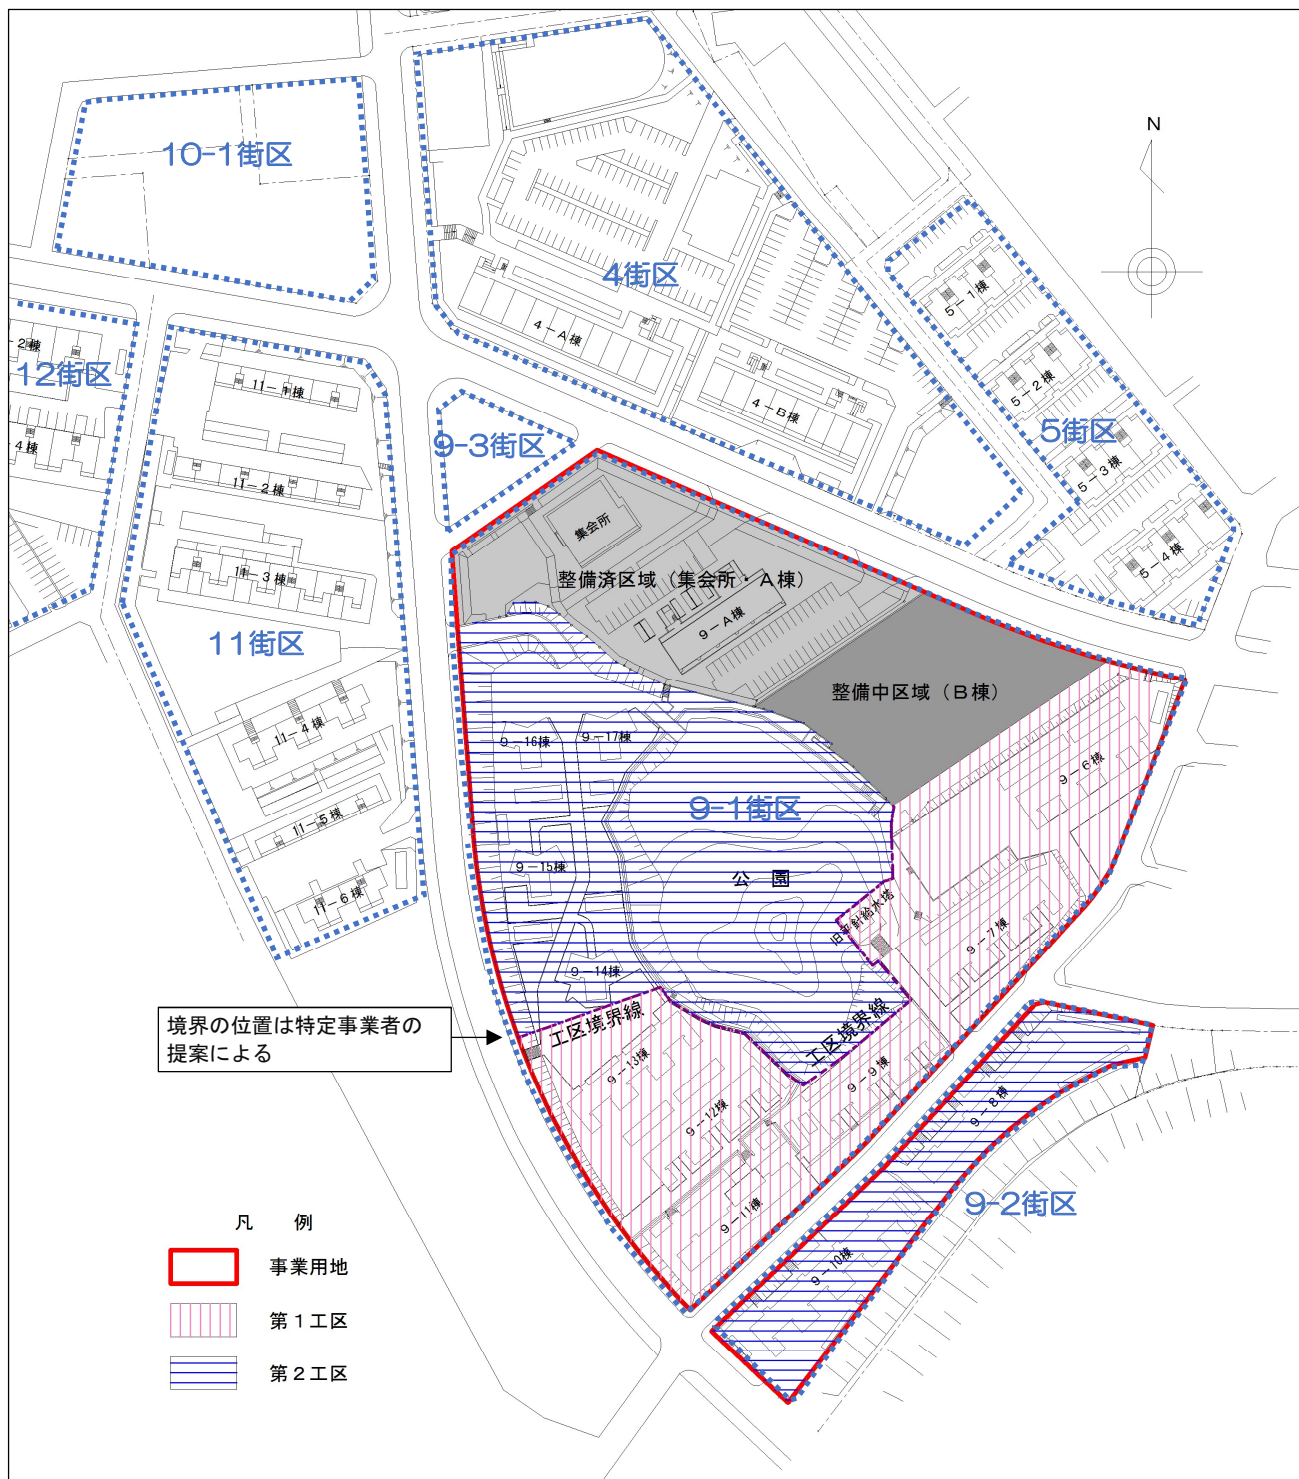 N
10-1街区
4街区
4-A棟
4-B棟
5-1棟
5-2棟
5街区
5-3棟
5-4棟
-2棟
12街区
-4棟
11-1棟
11-2棟
11-3棟
11街区
11-4棟
11-5棟
11-6棟
9-3街区
集会所
整備済区域（集会所・A棟）
9-A棟
整備中区域（B棟）
9-16棟
9-17棟
9-6棟
9-1街区
9-15棟
公 園
旧平針給水塔
9-7棟
9-14棟
工区境界線
工区境界線
境界の位置は特定事業者の
提案による
9-13棟
9-9棟
9-8棟
9-12棟
9-2街区
9-11棟
9-10棟
凡 例
事業用地
第１工区
第２工区